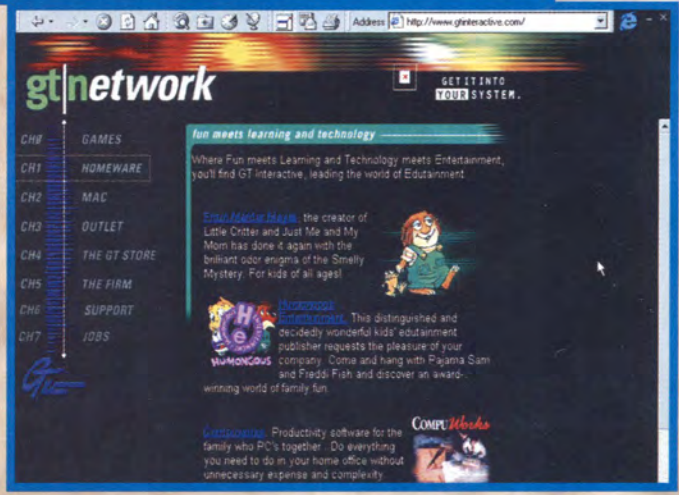 Address http://www.gtinteractive.com/
gt network
GET IT INTO
YOUR SYSTEM.
CH0 GAMES
CH1 HOMEWARE
CH2 MAC
CH3 OUTLET
CH4 THE GT STORE
CH5 THE FIRM
CH6 SUPPORT
CH7 JOBS
fun meets learning and technology
Where Fun meets Learning and Technology meets Entertainment,
you'll find GT Interactive, leading the world of Edutainment
the creator of
Little Critter and Just Me and My
Mom has done it again with the
brilliant odor enigma of the Smelly
Mystery. For kids of all ages!
Humongous
Entertainment. This distinguished and
decidedly wonderful kids' edutainment
publisher requests the pleasure of your
company. Come and hang with Pajama Sam
and Freddi Fish and discover an award-
winning world of family fun.
HUMONGOUS
Productivity software for the
family who PC's together. Do everything
you need to do in your home office without
unnecessary expense and complexity
COMPUWorks